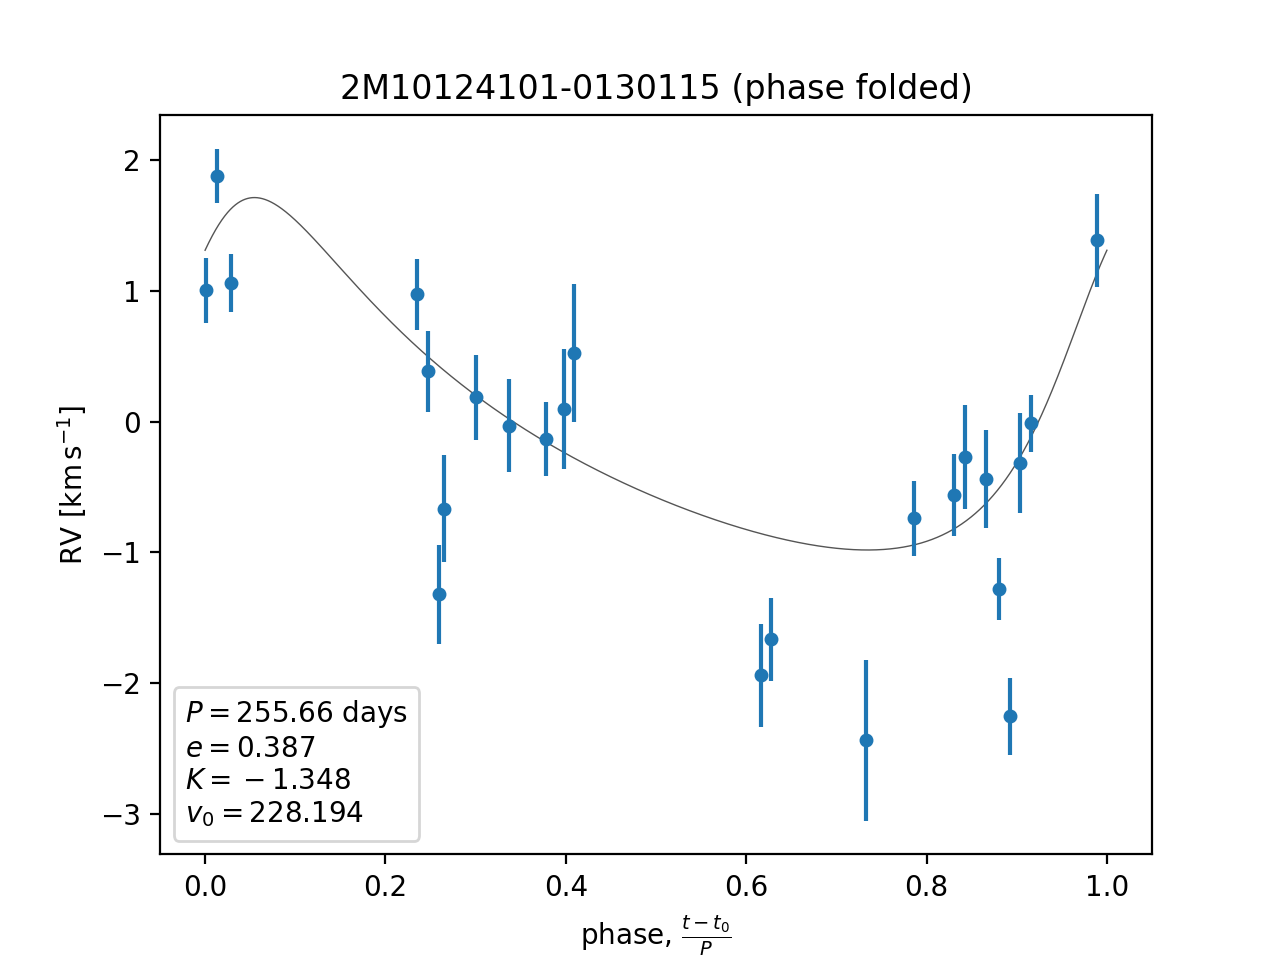 2M10124101-0130115 (phase folded)
RV [km s⁻¹]
2
1
0
−1
−2
−3
P = 255.66 days
e = 0.387
K = −1.348
v₀ = 228.194
0.0 0.2 0.4 0.6 0.8 1.0
phase, (t − t₀)/P